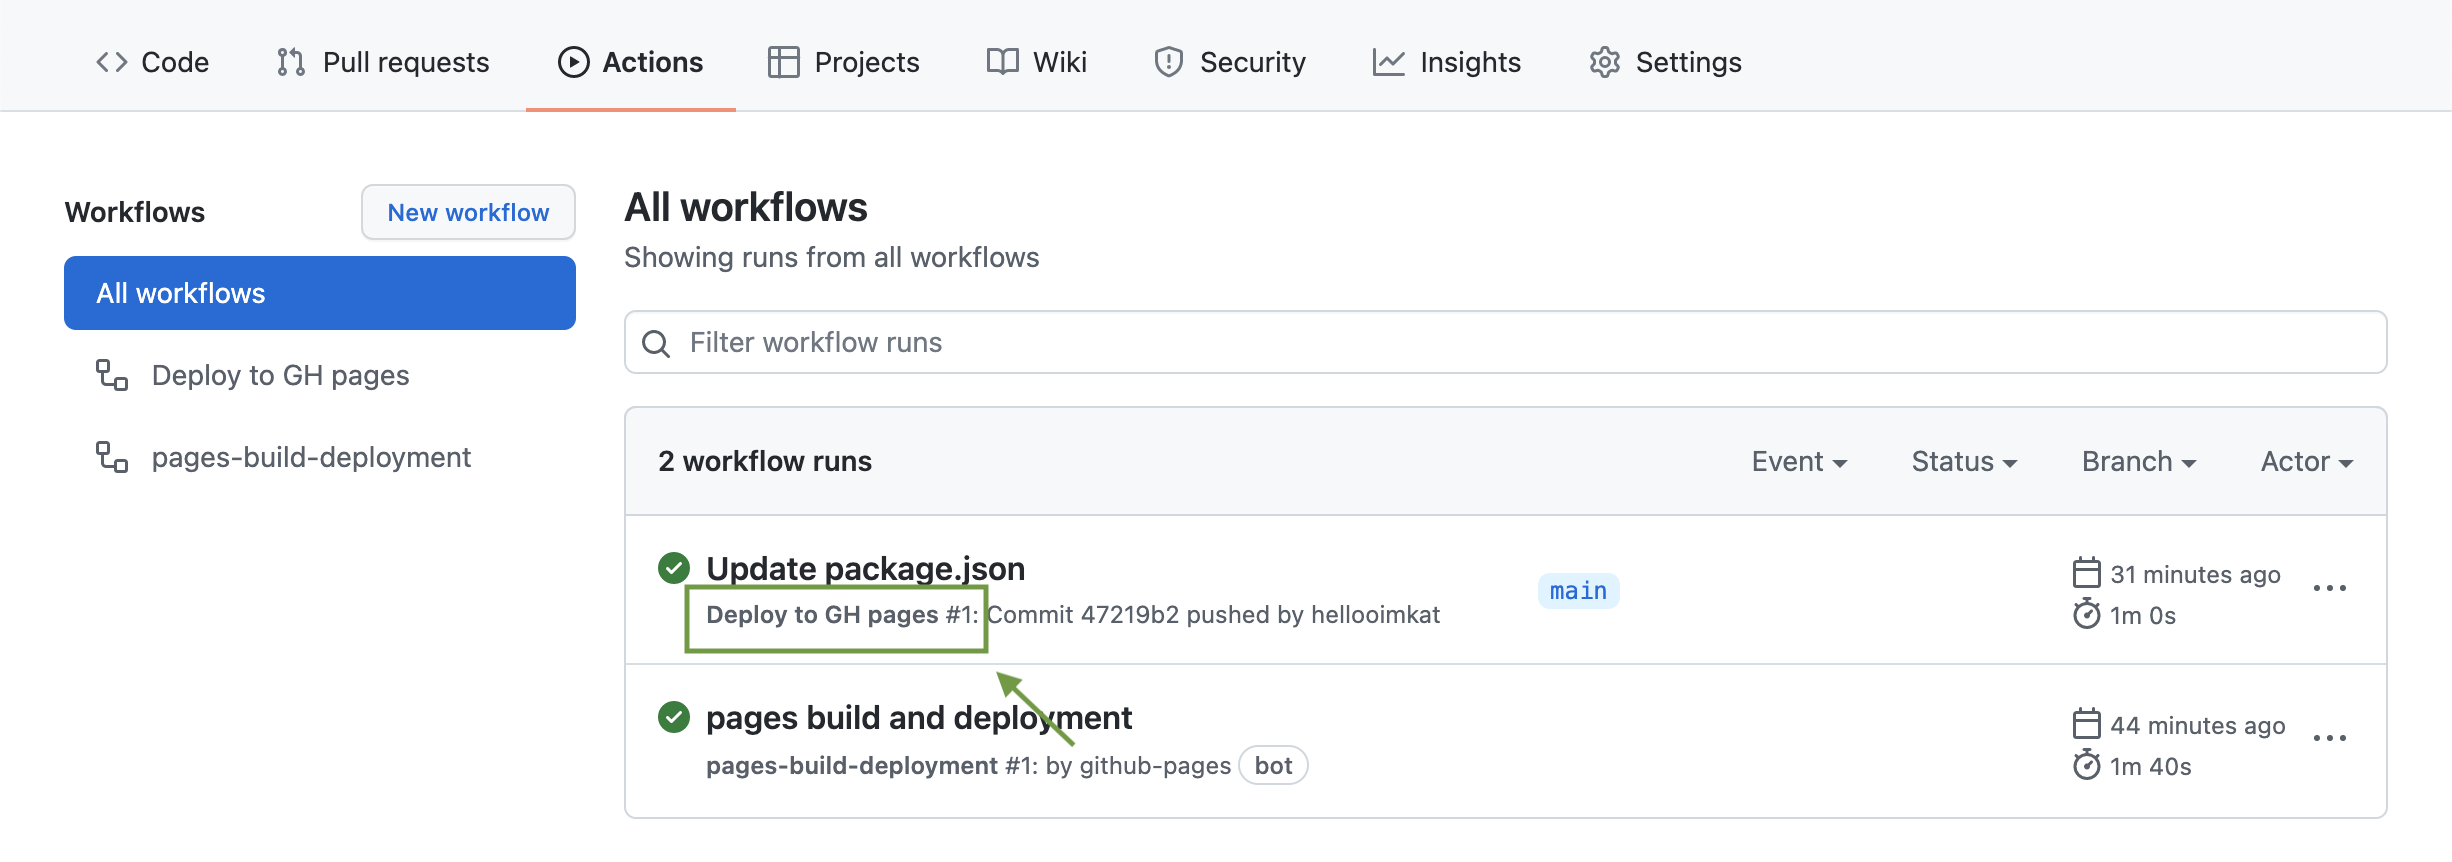 Code Pull requests Actions Projects Wiki Security Insights Settings
Workflows
New workflow
All workflows
Deploy to GH pages
pages-build-deployment
All workflows
Showing runs from all workflows
Filter workflow runs
2 workflow runs
Event Status Branch Actor
Update package.json
Deploy to GH pages #1: Commit 47219b2 pushed by hellooimkat
main
31 minutes ago
1m 0s
pages build and deployment
pages-build-deployment #1: by github-pages bot
44 minutes ago
1m 40s